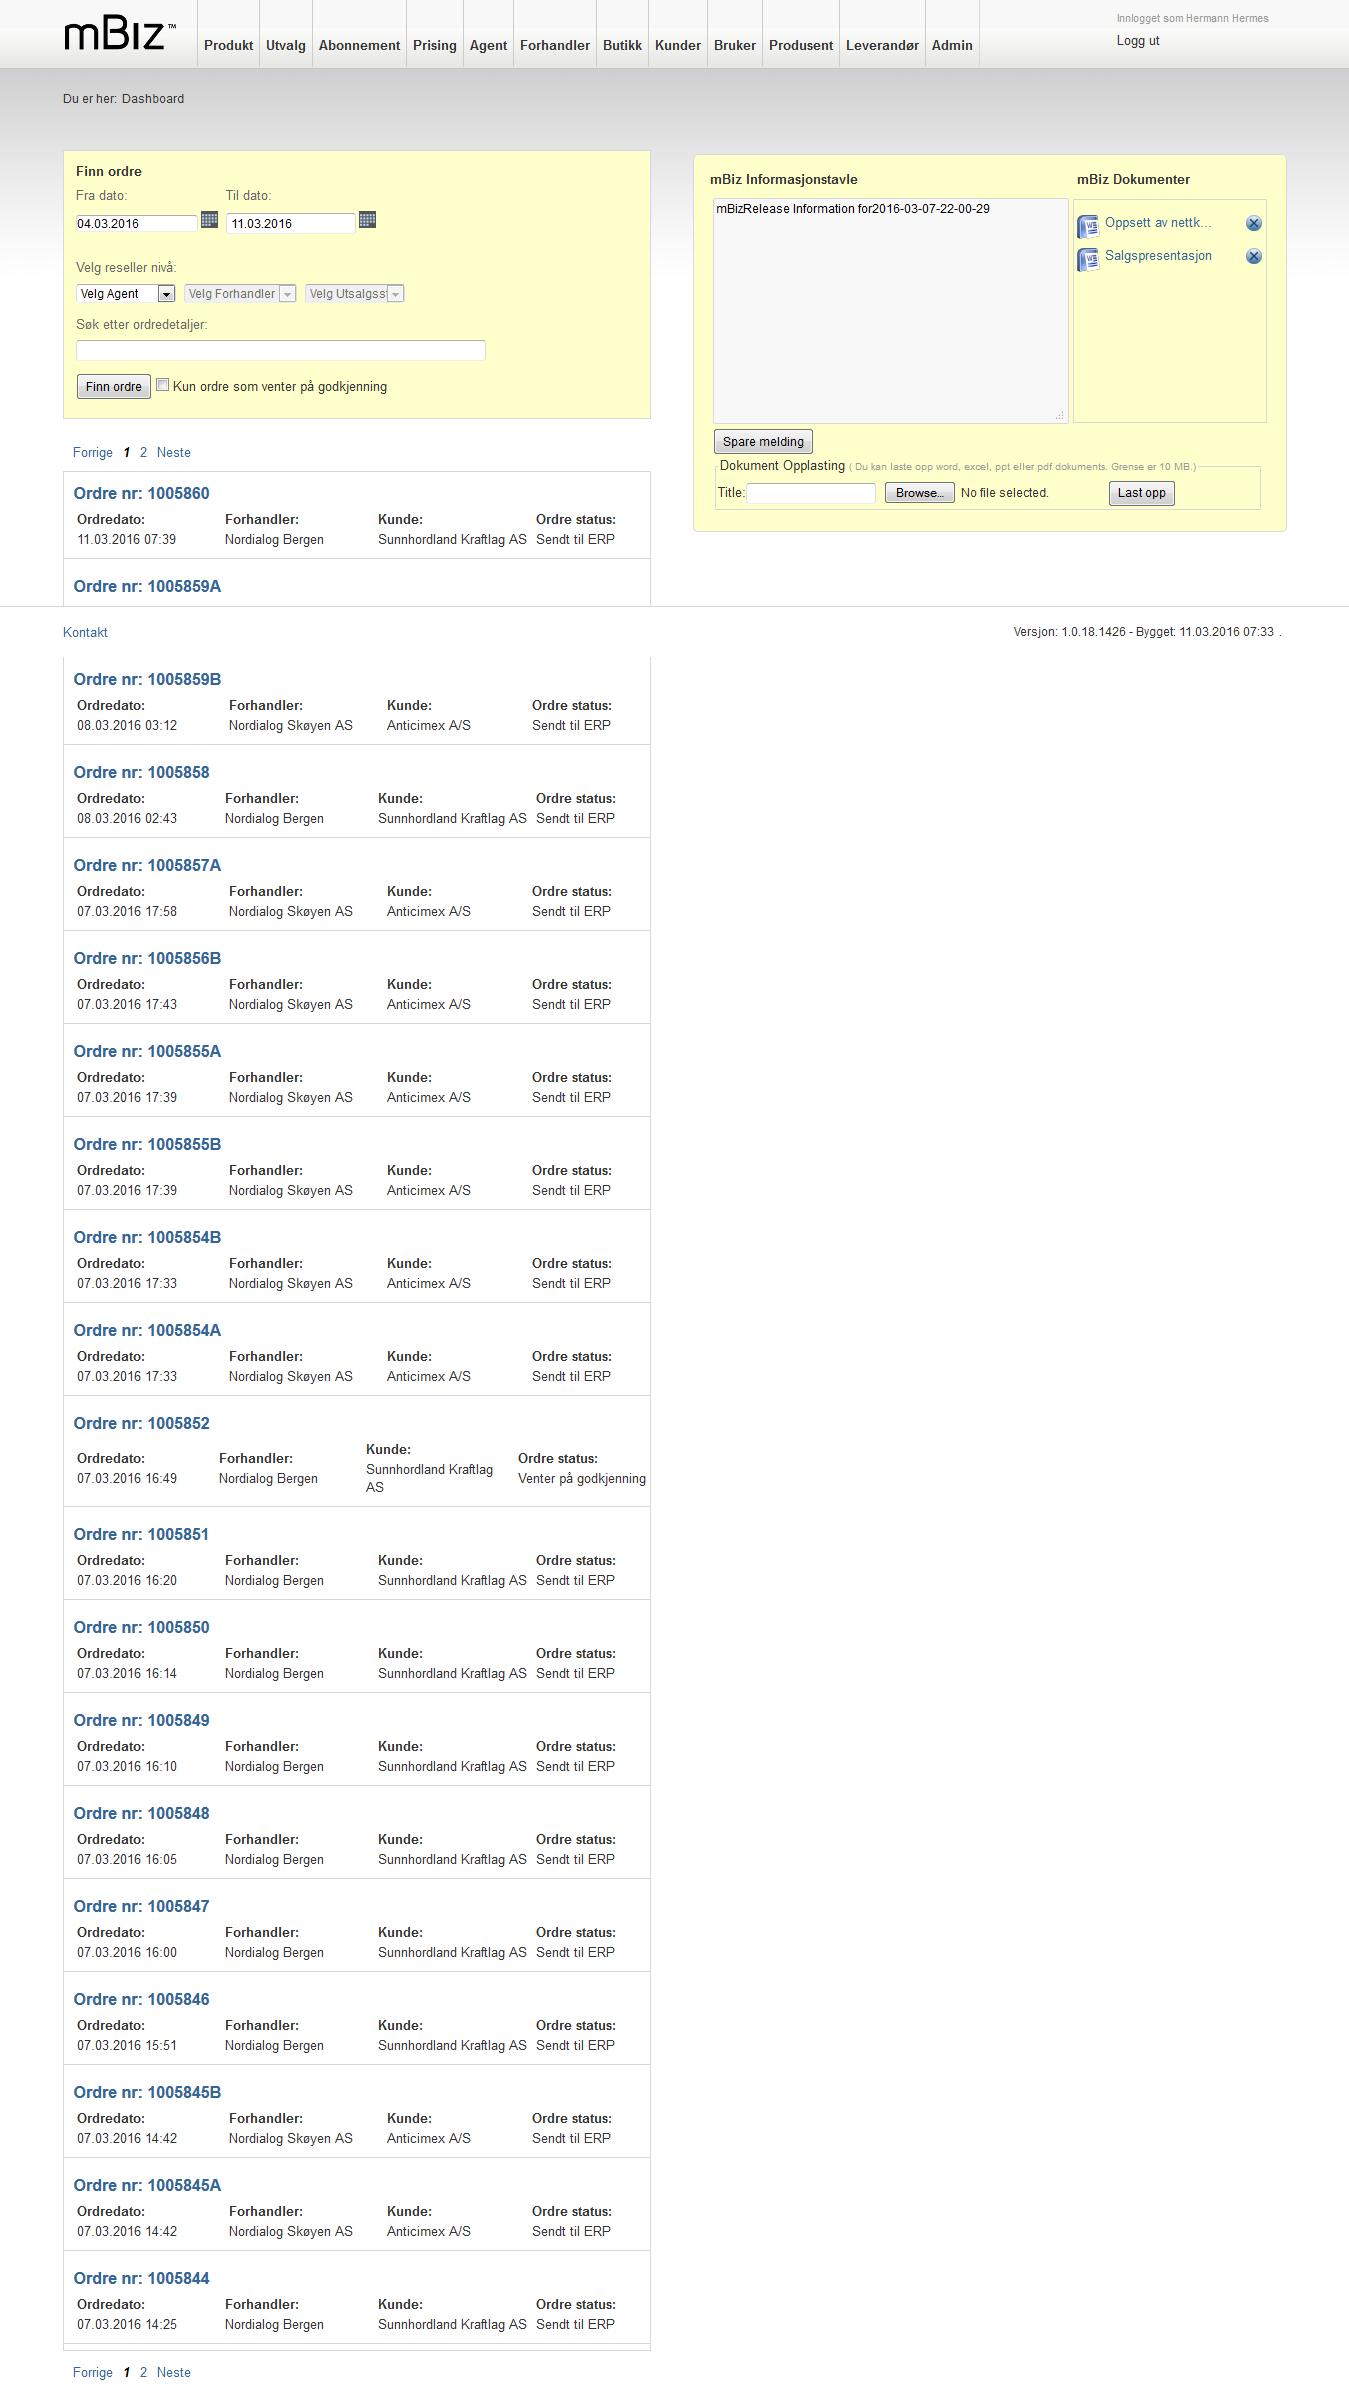 mBiz™
Produkt Utvalg Abonnement Prising Agent Forhandler Butikk Kunder Bruker Produsent Leverandør Admin
Innlogget som Hermann Hermes
Logg ut
Du er her: Dashboard
Finn ordre
Fra dato: Til dato:
04.03.2016 11.03.2016
Velg reseller nivå:
Velg Agent Velg Forhandler Velg Utsalgss
Søk etter ordredetaljer:
Finn ordre Kun ordre som venter på godkjenning
mBiz Informasjonstavle mBiz Dokumenter
mBizRelease Information for2016-03-07-22-00-29
Oppsett av nettk...
Salgspresentasjon
Spare melding
Dokument Opplasting ( Du kan laste opp word, excel, ppt eller pdf dokuments. Grense er 10 MB.)
Title: Browse... No file selected. Last opp
Forrige 1 2 Neste
Ordre nr: 1005860
Ordredato: Forhandler: Kunde: Ordre status:
11.03.2016 07:39 Nordialog Bergen Sunnhordland Kraftlag AS Sendt til ERP
Ordre nr: 1005859A
Kontakt Versjon: 1.0.18.1426 - Bygget: 11.03.2016 07:33 .
Ordre nr: 1005859B
Ordredato: Forhandler: Kunde: Ordre status:
08.03.2016 03:12 Nordialog Skøyen AS Anticimex A/S Sendt til ERP
Ordre nr: 1005858
Ordredato: Forhandler: Kunde: Ordre status:
08.03.2016 02:43 Nordialog Bergen Sunnhordland Kraftlag AS Sendt til ERP
Ordre nr: 1005857A
Ordredato: Forhandler: Kunde: Ordre status:
07.03.2016 17:58 Nordialog Skøyen AS Anticimex A/S Sendt til ERP
Ordre nr: 1005856B
Ordredato: Forhandler: Kunde: Ordre status:
07.03.2016 17:43 Nordialog Skøyen AS Anticimex A/S Sendt til ERP
Ordre nr: 1005855A
Ordredato: Forhandler: Kunde: Ordre status:
07.03.2016 17:39 Nordialog Skøyen AS Anticimex A/S Sendt til ERP
Ordre nr: 1005855B
Ordredato: Forhandler: Kunde: Ordre status:
07.03.2016 17:39 Nordialog Skøyen AS Anticimex A/S Sendt til ERP
Ordre nr: 1005854B
Ordredato: Forhandler: Kunde: Ordre status:
07.03.2016 17:33 Nordialog Skøyen AS Anticimex A/S Sendt til ERP
Ordre nr: 1005854A
Ordredato: Forhandler: Kunde: Ordre status:
07.03.2016 17:33 Nordialog Skøyen AS Anticimex A/S Sendt til ERP
Ordre nr: 1005852
Ordredato: Forhandler: Kunde: Ordre status:
07.03.2016 16:49 Nordialog Bergen Sunnhordland Kraftlag AS Venter på godkjenning
Ordre nr: 1005851
Ordredato: Forhandler: Kunde: Ordre status:
07.03.2016 16:20 Nordialog Bergen Sunnhordland Kraftlag AS Sendt til ERP
Ordre nr: 1005850
Ordredato: Forhandler: Kunde: Ordre status:
07.03.2016 16:14 Nordialog Bergen Sunnhordland Kraftlag AS Sendt til ERP
Ordre nr: 1005849
Ordredato: Forhandler: Kunde: Ordre status:
07.03.2016 16:10 Nordialog Bergen Sunnhordland Kraftlag AS Sendt til ERP
Ordre nr: 1005848
Ordredato: Forhandler: Kunde: Ordre status:
07.03.2016 16:05 Nordialog Bergen Sunnhordland Kraftlag AS Sendt til ERP
Ordre nr: 1005847
Ordredato: Forhandler: Kunde: Ordre status:
07.03.2016 16:00 Nordialog Bergen Sunnhordland Kraftlag AS Sendt til ERP
Ordre nr: 1005846
Ordredato: Forhandler: Kunde: Ordre status:
07.03.2016 15:51 Nordialog Bergen Sunnhordland Kraftlag AS Sendt til ERP
Ordre nr: 1005845B
Ordredato: Forhandler: Kunde: Ordre status:
07.03.2016 14:42 Nordialog Skøyen AS Anticimex A/S Sendt til ERP
Ordre nr: 1005845A
Ordredato: Forhandler: Kunde: Ordre status:
07.03.2016 14:42 Nordialog Skøyen AS Anticimex A/S Sendt til ERP
Ordre nr: 1005844
Ordredato: Forhandler: Kunde: Ordre status:
07.03.2016 14:25 Nordialog Bergen Sunnhordland Kraftlag AS Sendt til ERP
Forrige 1 2 Neste